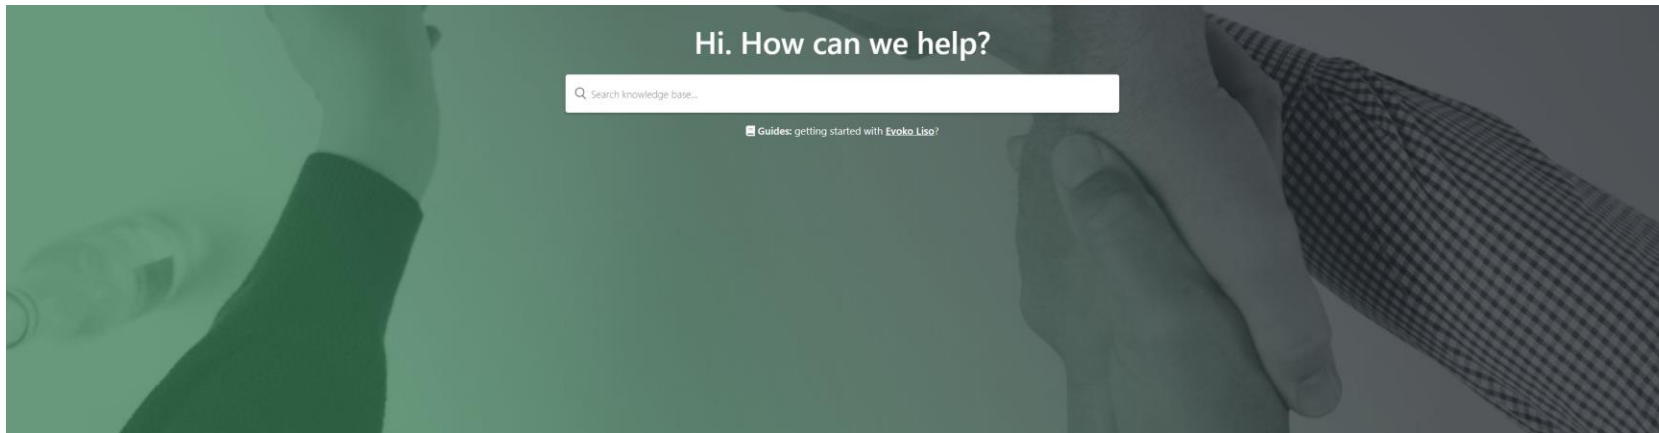 Hi. How can we help?
Search knowledge base...
Guides: getting started with Evoko Liso?